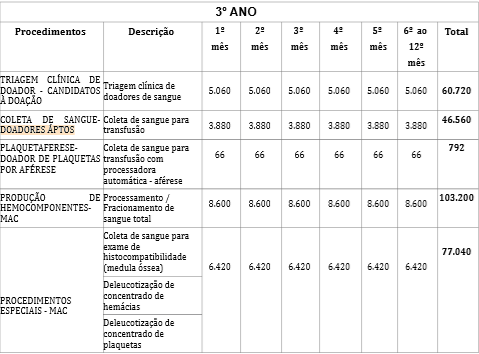 3º ANO
Procedimentos Descrição 1º mês 2º mês 3º mês 4º mês 5º mês 6º ao 12º mês Total
TRIAGEM CLÍNICA DE DOADOR - CANDIDATOS À DOAÇÃO Triagem clínica de doadores de sangue 5.060 5.060 5.060 5.060 5.060 5.060 60.720
COLETA DE SANGUE- DOADORES APTOS Coleta de sangue para transfusão 3.880 3.880 3.880 3.880 3.880 3.880 46.560
PLAQUETAFERESE- DOADOR DE PLAQUETAS POR AFÉRESE Coleta de sangue para transfusão com processadora automática - aférese 66 66 66 66 66 66 792
PRODUÇÃO DE HEMOCOMPONENTES- MAC Processamento / Fracionamento de sangue total 8.600 8.600 8.600 8.600 8.600 8.600 103.200
PROCEDIMENTOS ESPECIAIS - MAC Coleta de sangue para exame de histocompatibilidade (medula óssea) 6.420 6.420 6.420 6.420 6.420 6.420 77.040
Deleucotização de concentrado de hemácias
Deleucotização de concentrado de plaquetas